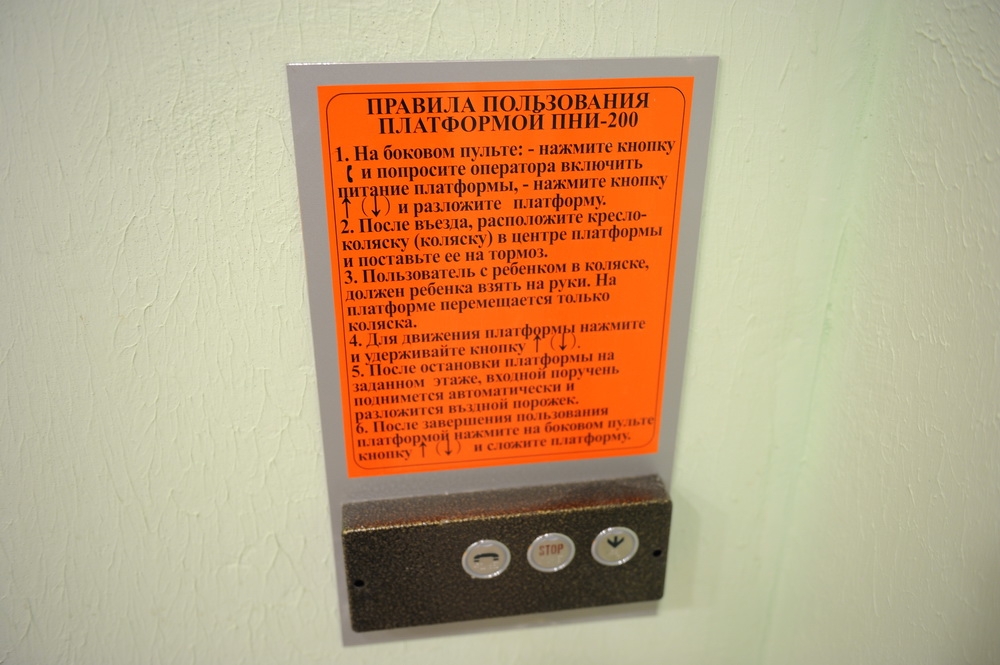 ПРАВИЛА ПОЛЬЗОВАНИЯ
ПЛАТФОРМОЙ ПНИ-200
1. На боковом пульте: - нажмите кнопку
и попросите оператора включить
питание платформы, - нажмите кнопку
↑ (↓) и разложите платформу.
2. После въезда, расположите кресло-
коляску (коляску) в центре платформы
и поставьте ее на тормоз.
3. Пользователь с ребенком в коляске,
должен ребенка взять на руки. На
платформе перемещается только
коляска.
4. Для движения платформы нажмите
и удерживайте кнопку ↑ (↓).
5. После остановки платформы на
заданном этаже, входной поручень
поднимется автоматически и
разложится въздной порожек.
6. После завершения пользования
платформой нажмите на боковом пульте
кнопку ↑ (↓) и сложите платформу.
STOP